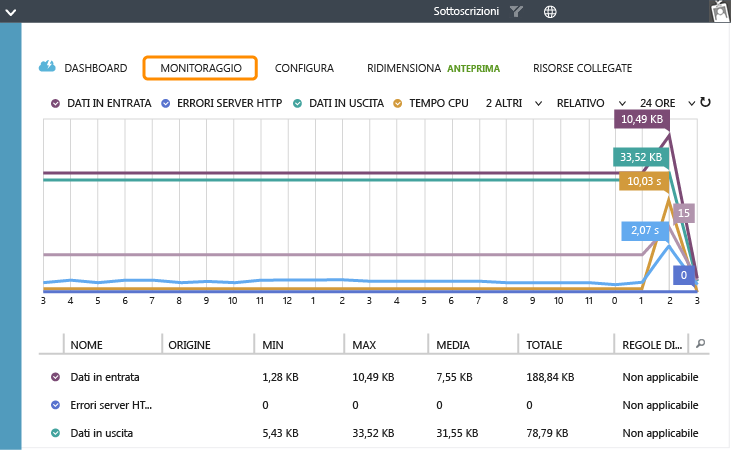 Sottoscrizioni
DASHBOARD MONITORAGGIO CONFIGURA RIDIMENSIONA ANTEPRIMA RISORSE COLLEGATE
DATI IN ENTRATA ERRORI SERVER HTTP DATI IN USCITA TEMPO CPU 2 ALTRI RELATIVO 24 ORE
10,49 KB
33,52 KB
10,03 s
15
2,07 s
0
3 4 5 6 7 8 9 10 11 12 1 2 3 4 5 6 7 8 9 10 11 0 1 2 3
NOME ORIGINE MIN MAX MEDIA TOTALE REGOLE DI...
Dati in entrata 1,28 KB 10,49 KB 7,55 KB 188,84 KB Non applicabile
Errori server HT... 0 0 0 0 Non applicabile
Dati in uscita 5,43 KB 33,52 KB 31,55 KB 78,79 KB Non applicabile